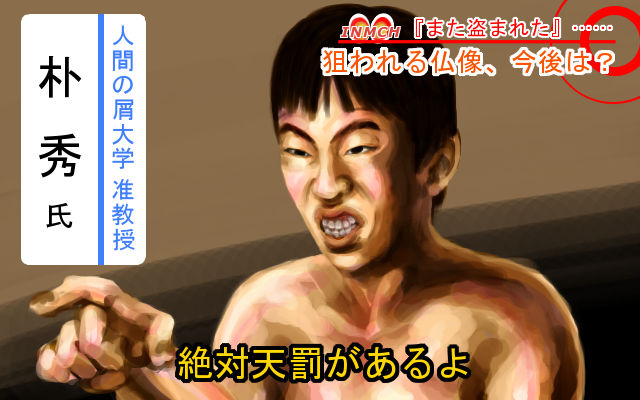 INMCH 『また盗まれた』……
狙われる仏像、今後は？
人間の屑大学 准教授
朴 秀 氏
絶対天罰があるよ